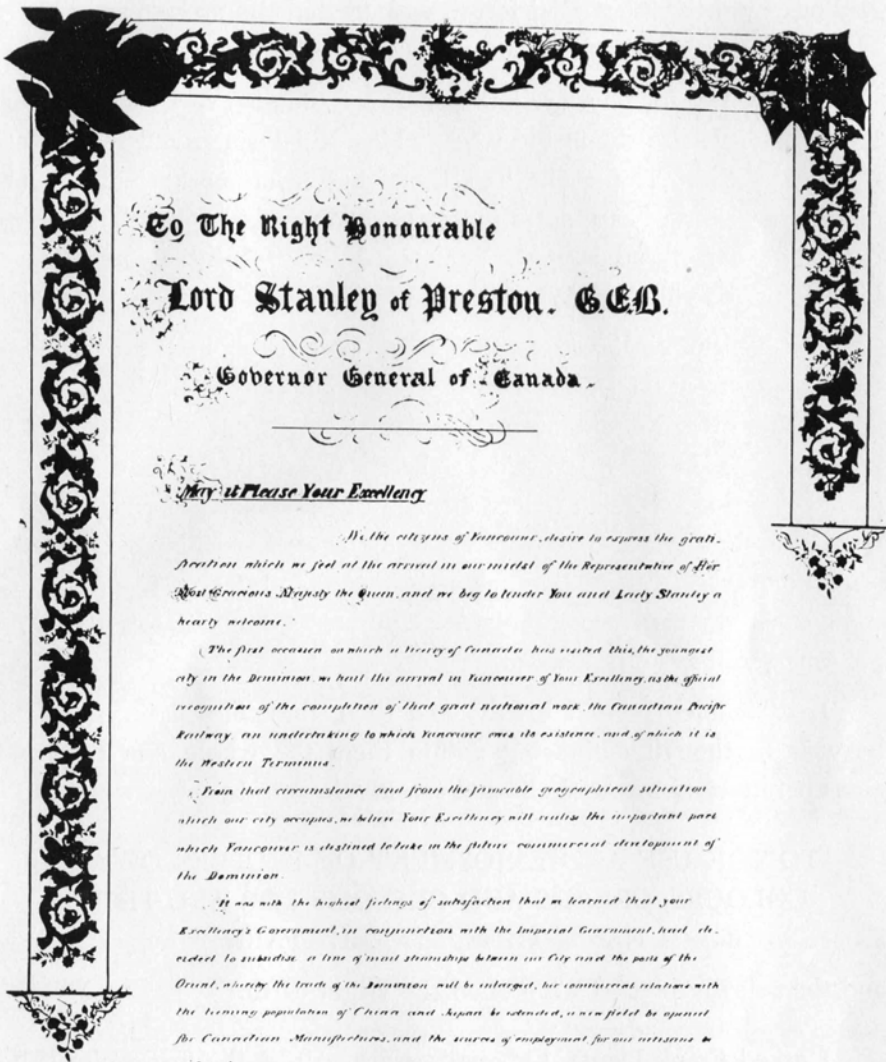 To The Right Hononrable
Lord Stanley of Preston. G.C.B.
Governor General of Canada.
May it Please Your Excellency
We, the citizens of Vancouver, desire to express the grati-
fication which we feel at the arrival in our midst of the Representative of Her
Most Gracious Majesty the Queen, and we beg to tender You and Lady Stanley a
hearty welcome.
The first occasion on which a Viceroy of Canada has visited this, the youngest
city in the Dominion, we hail the arrival in Vancouver of Your Excellency, as the official
recognition of the completion of that great national work, the Canadian Pacific
Railway, an undertaking to which Vancouver owes its existence, and of which it is
the Western Terminus.
From that circumstance and from the favorable geographical situation
which our city occupies, we believe Your Excellency will realise the important part
which Vancouver is destined to take in the future commercial development of
the Dominion.
It was with the highest feelings of satisfaction that we learned that your
Excellency's Government, in conjunction with the Imperial Government, had de-
cided to subsidise a line of mail steamships between our City and the ports of the
Orient, whereby the trade of the Dominion will be enlarged, her commercial relations with
the teeming population of China and Japan be extended, a new field be opened
for Canadian Manufactures, and the sources of employment for our artisans be